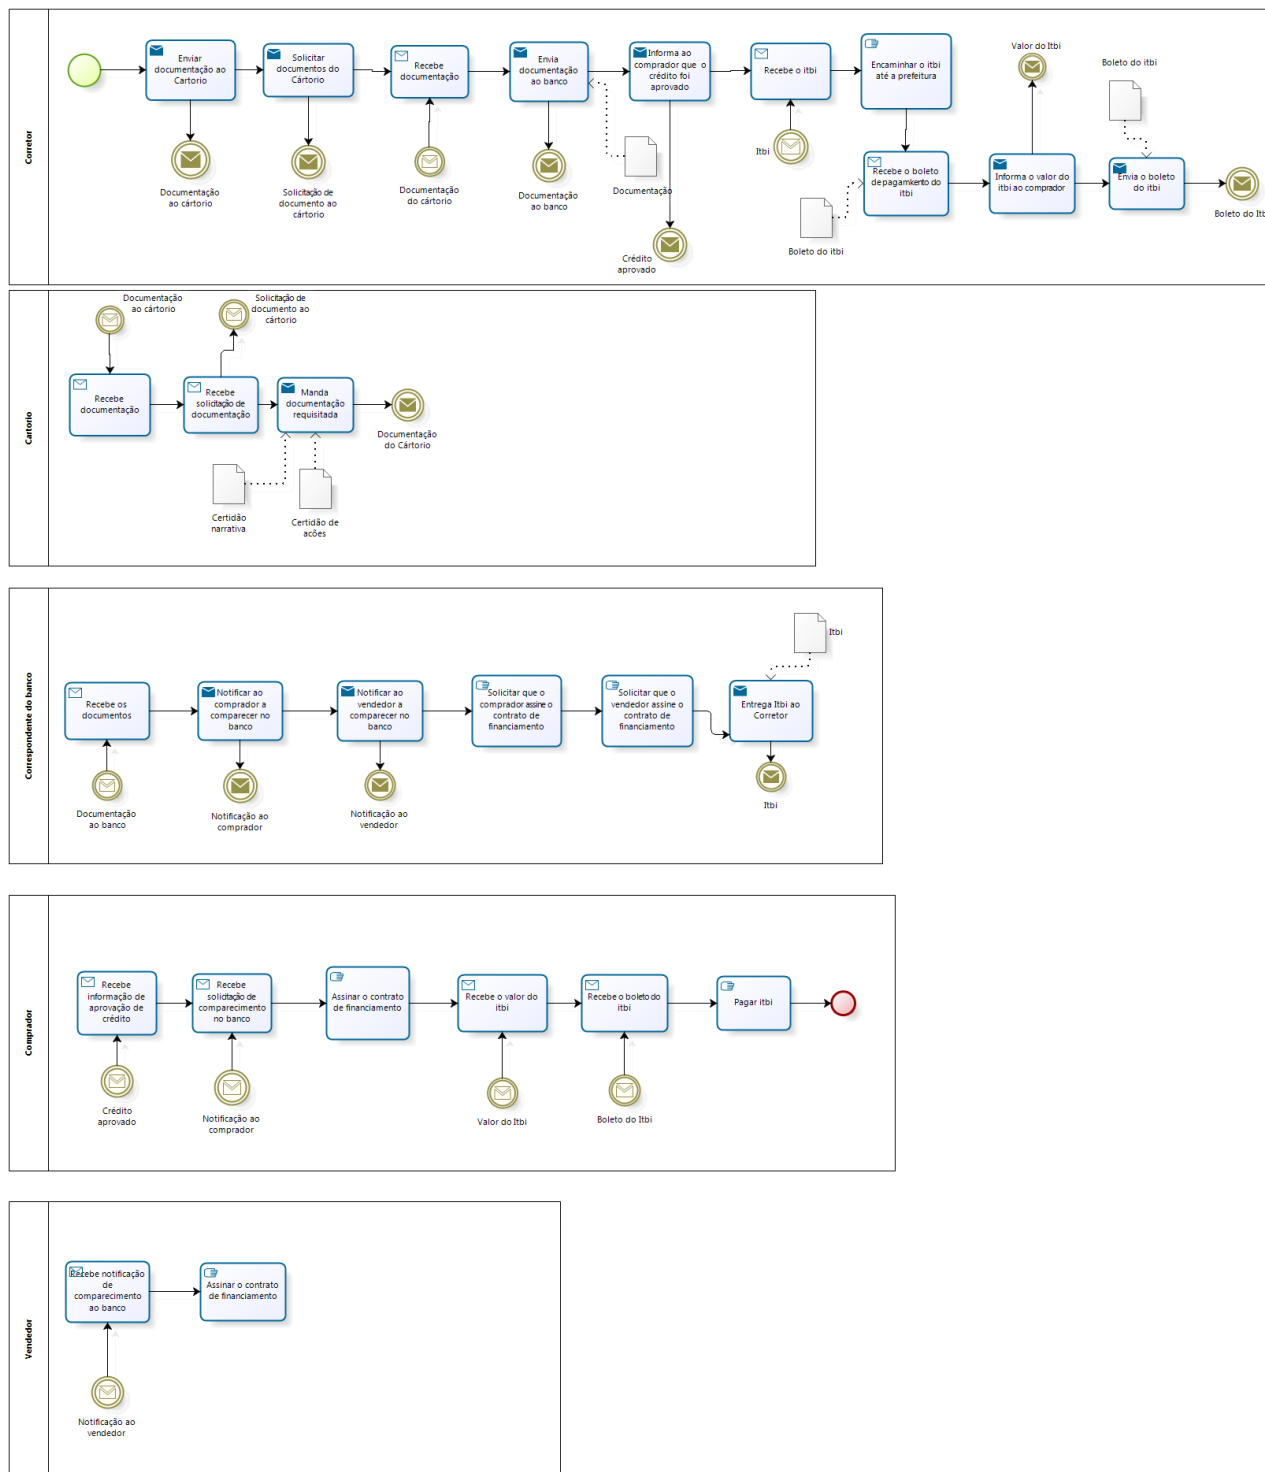 Corretor
Enviar
documentação ao
Cartorio
Solicitar
documentos do
Cártorio
Recebe
documentação
Envia
documentação
ao banco
Informa ao
comprador que o
crédito foi
aprovado
Recebe o itbi
Encaminhar o itbi
até a prefeitura
Valor do Itbi
Boleto do itbi
Documentação
ao cártorio
Solicitação de
documento ao
cártorio
Documentação
do cártorio
Documentação
ao banco
Documentação
Itbi
Recebe o boleto
de pagamkento do
itbi
Informa o valor do
itbi ao comprador
Envia o boleto
do itbi
Crédito
aprovado
Boleto do itbi
Boleto do Itb
Cartorio
Documentação
ao cártorio
Solicitação de
documento ao
cártorio
Recebe
documentação
Recebe
solicitação de
documentação
Manda
documentação
requisitada
Documentação
do Cártorio
Certidão
narrativa
Certidão de
acões
Correspondente do banco
Itbi
Recebe os
documentos
Notificar ao
comprador a
comparecer no
banco
Notificar ao
vendedor a
comparecer no
banco
Solicitar que o
comprador assine o
contrato de
financiamento
Solicitar que o
vendedor assine o
contrato de
financiamento
Entrega Itbi ao
Corretor
Documentação
ao banco
Notificação ao
comprador
Notificação ao
vendedor
Itbi
Comprador
Recebe
informação de
aprovação de
crédito
Recebe
solicitação de
comparecimento
no banco
Assinar o contrato
de financiamento
Recebe o valor do
itbi
Recebe o boleto do
itbi
Pagar itbi
Crédito
aprovado
Notificação ao
comprador
Valor do Itbi
Boleto do Itbi
Vendedor
Recebe notificação
de
comparecimento
ao banco
Assinar o contrato
de financiamento
Notificação ao
vendedor